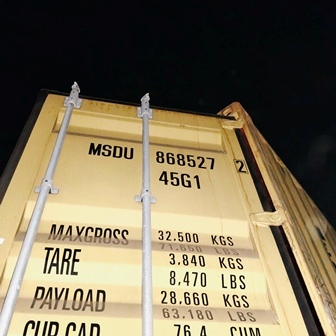 MSDU 868527 2
45G1
MAXGROSS 32.500 KGS
71.650 LBS
TARE 3.840 KGS
8,470 LBS
PAYLOAD 28,660 KGS
63.180 LBS
CUB.CAP. 76.4 CUM